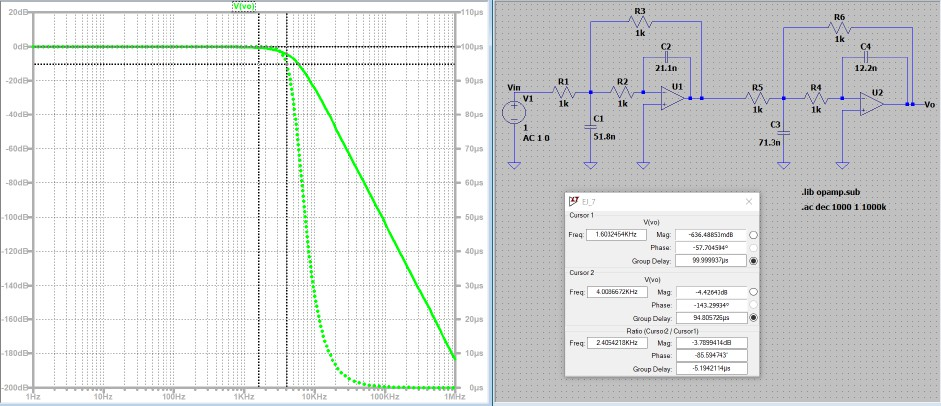 V(vo)
20dB
0dB
-20dB
-40dB
-60dB
-80dB
-100dB
-120dB
-140dB
-160dB
-180dB
-200dB
110µs
100µs
90µs
80µs
70µs
60µs
50µs
40µs
30µs
20µs
10µs
0µs
1Hz
10Hz
100Hz
1KHz
10KHz
100KHz
1MHz
R3
1k
C2
21.1n
R1
1k
R2
1k
U1
Vin
V1
1
AC 1 0
C1
51.8n
R6
1k
C4
12.2n
R5
1k
R4
1k
U2
Vo
C3
71.3n
.lib opamp.sub
.ac dec 1000 1 1000k
EJ_7
Cursor 1
V(vo)
Freq: 1.6032454KHz Mag: -636.48853mdB
Phase: -57.704594°
Group Delay: 99.999937µs
Cursor 2
V(vo)
Freq: 4.0086672KHz Mag: -4.42643dB
Phase: -143.29934°
Group Delay: 94.805726µs
Ratio (Cursor2 / Cursor1)
Freq: 2.4054218KHz Mag: -3.7899414dB
Phase: -85.594743°
Group Delay: -5.1942114µs